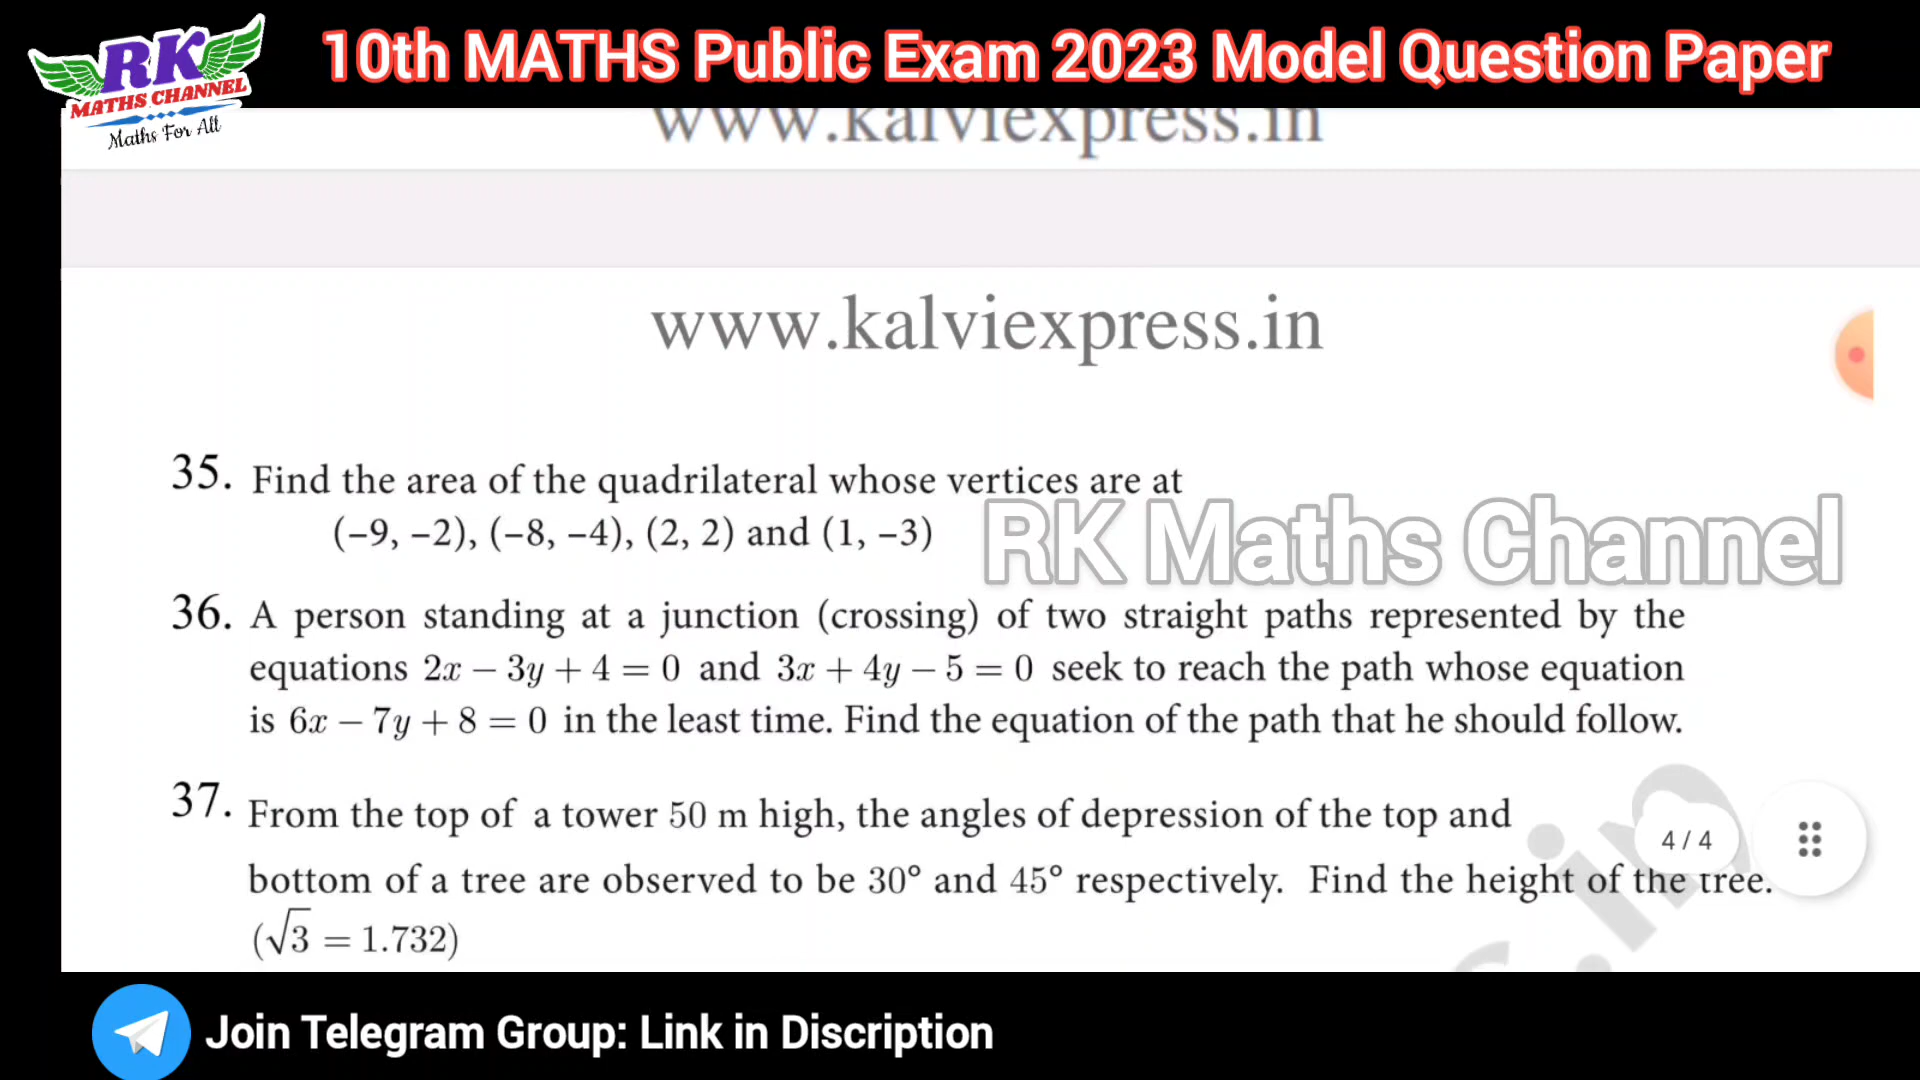 RK
MATHS CHANNEL
Maths For All
10th MATHS Public Exam 2023 Model Question Paper
www.kalviexpress.in
www.kalviexpress.in
35. Find the area of the quadrilateral whose vertices are at
(–9, –2), (–8, –4), (2, 2) and (1, –3)
RK Maths Channel
36. A person standing at a junction (crossing) of two straight paths represented by the
equations 2x − 3y + 4 = 0 and 3x + 4y − 5 = 0 seek to reach the path whose equation
is 6x − 7y + 8 = 0 in the least time. Find the equation of the path that he should follow.
37. From the top of a tower 50 m high, the angles of depression of the top and
4 / 4
bottom of a tree are observed to be 30° and 45° respectively. Find the height of the tree.
(√3 = 1.732)
s.in
Join Telegram Group: Link in Discription